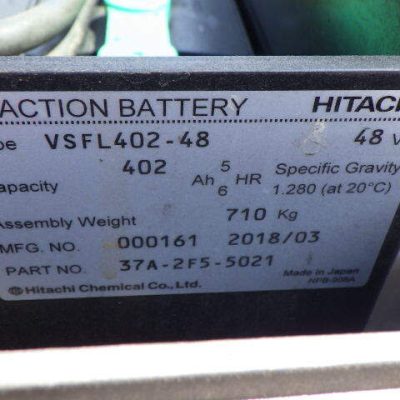 ACTION BATTERY HITACH
pe VSFL402-48 48 V
apacity 402 Ah 5 6 HR Specific Gravity
1.280 (at 20°C)
Assembly Weight 710 Kg
MFG. NO. 000161 2018/03
PART NO. 37A-2F5-5021 Made in Japan
Hitachi Chemical Co., Ltd.